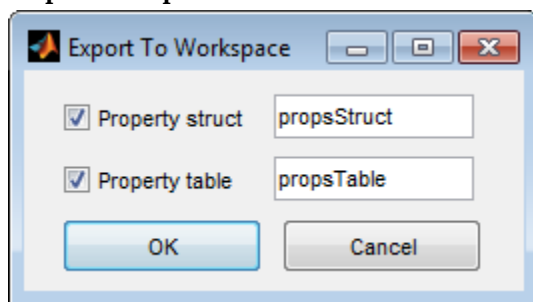 Export To Workspace
Property struct propsStruct
Property table propsTable
OK Cancel